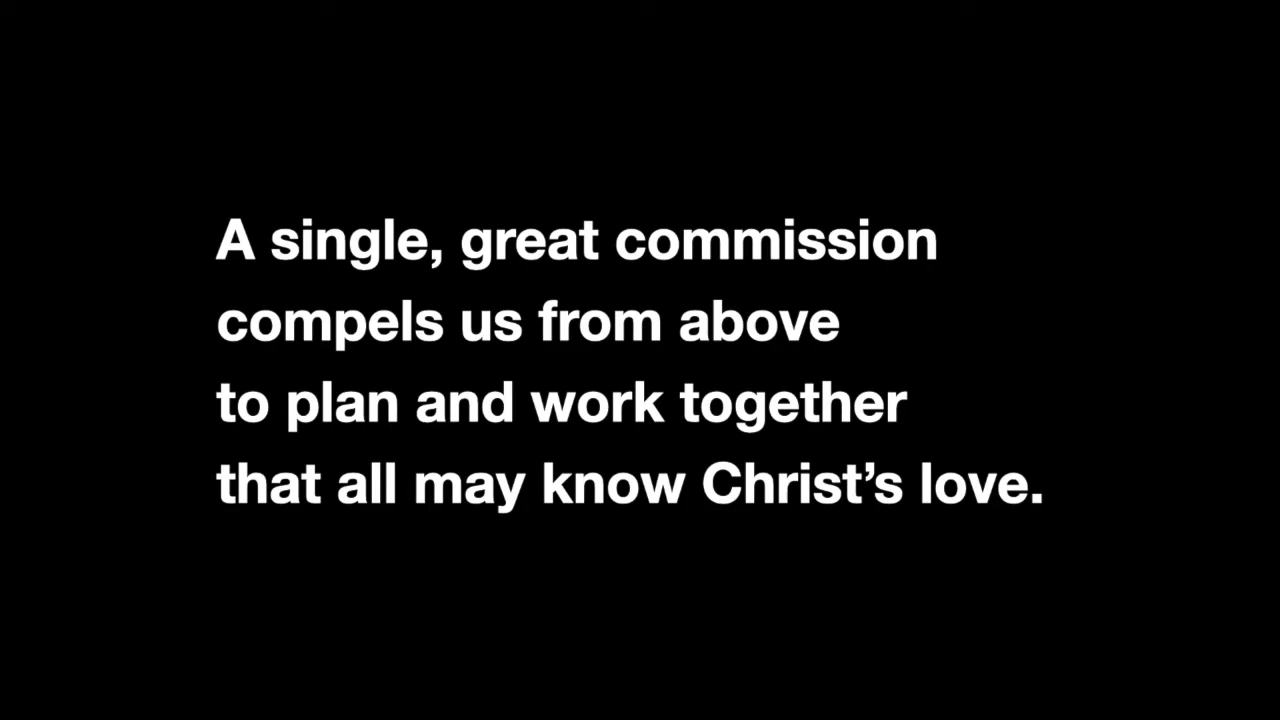 A single, great commission
compels us from above
to plan and work together
that all may know Christ’s love.